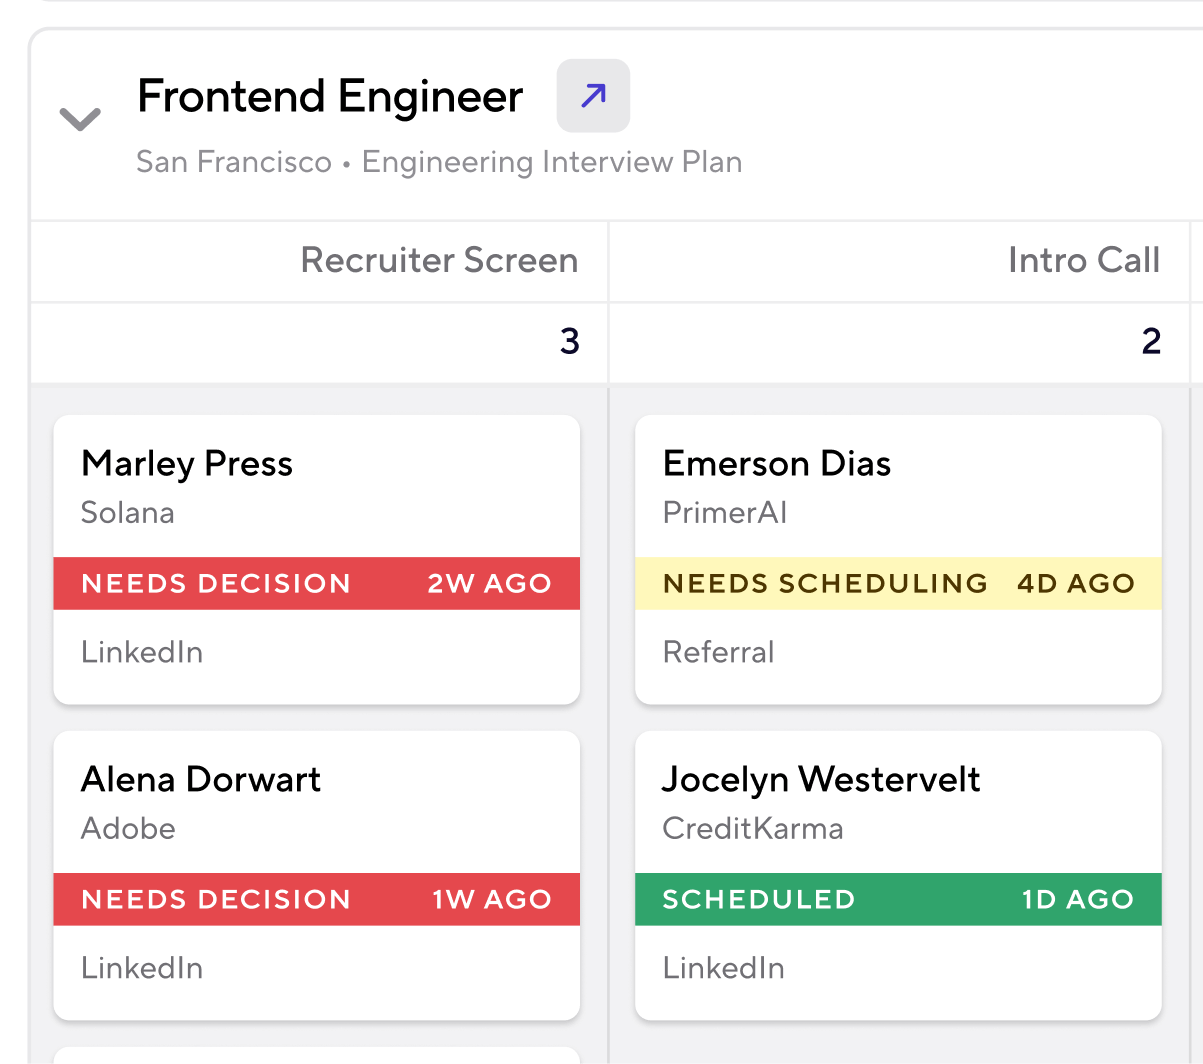 Frontend Engineer
San Francisco • Engineering Interview Plan
Recruiter Screen
Intro Call
3
2
Marley Press
Solana
NEEDS DECISION 2W AGO
LinkedIn
Emerson Dias
PrimerAI
NEEDS SCHEDULING 4D AGO
Referral
Alena Dorwart
Adobe
NEEDS DECISION 1W AGO
LinkedIn
Jocelyn Westervelt
CreditKarma
SCHEDULED 1D AGO
LinkedIn